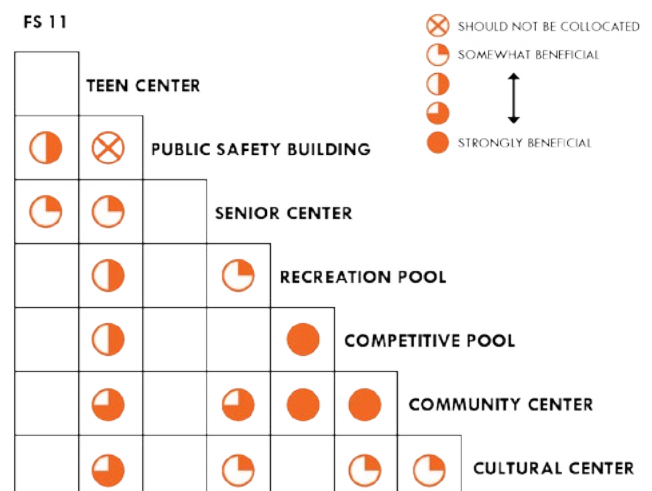 FS 11
SHOULD NOT BE COLLOCATED
SOMEWHAT BENEFICIAL
STRONGLY BENEFICIAL
TEEN CENTER
PUBLIC SAFETY BUILDING
SENIOR CENTER
RECREATION POOL
COMPETITIVE POOL
COMMUNITY CENTER
CULTURAL CENTER